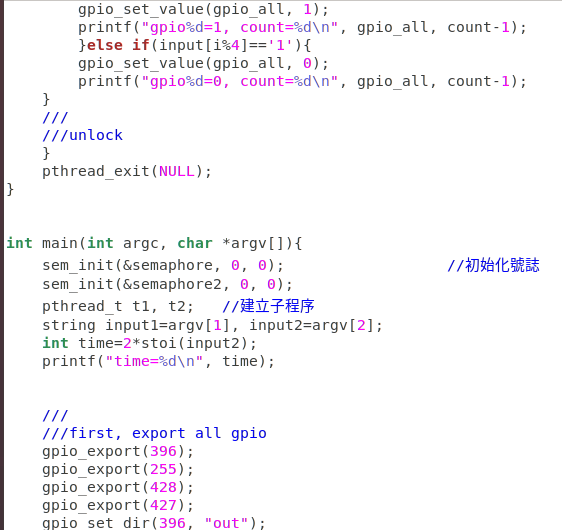 gpio_set_value(gpio_all, 1);
printf("gpio%d=1, count=%d\n", gpio_all, count-1);
}else if(input[i%4]=='1'){
gpio_set_value(gpio_all, 0);
printf("gpio%d=0, count=%d\n", gpio_all, count-1);
}
///
///unlock
}
pthread_exit(NULL);
}
int main(int argc, char *argv[]){
sem_init(&semaphore, 0, 0); //初始化號誌
sem_init(&semaphore2, 0, 0);
pthread_t t1, t2; //建立子程序
string input1=argv[1], input2=argv[2];
int time=2*stoi(input2);
printf("time=%d\n", time);
///
///first, export all gpio
gpio_export(396);
gpio_export(255);
gpio_export(428);
gpio_export(427);
gpio_set_dir(396, "out");